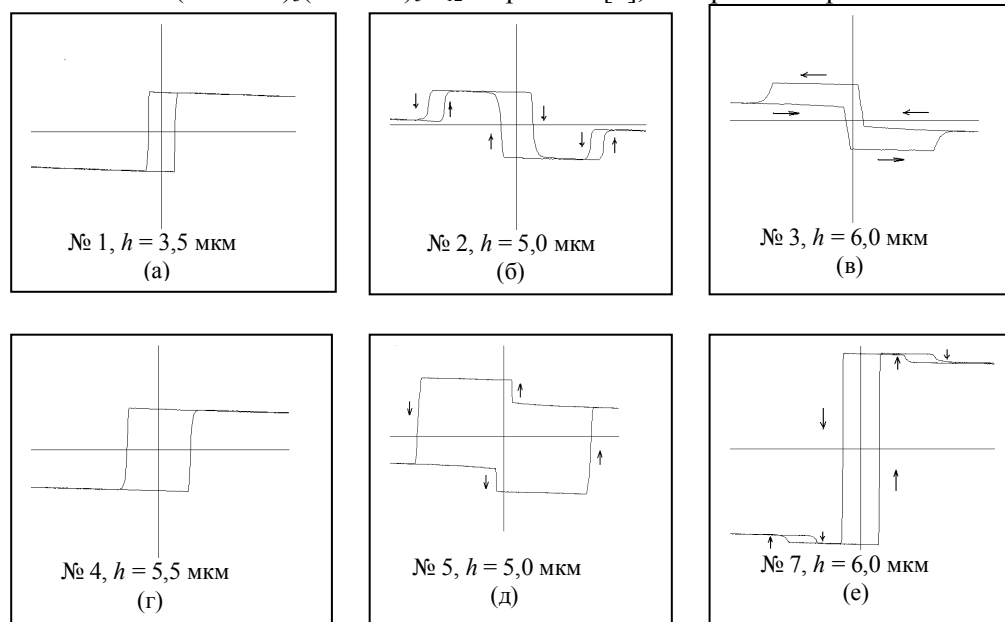 № 1, h = 3,5 мкм
(а)
№ 2, h = 5,0 мкм
(б)
№ 3, h = 6,0 мкм
(в)
№ 4, h = 5,5 мкм
(г)
№ 5, h = 5,0 мкм
(д)
№ 7, h = 6,0 мкм
(е)